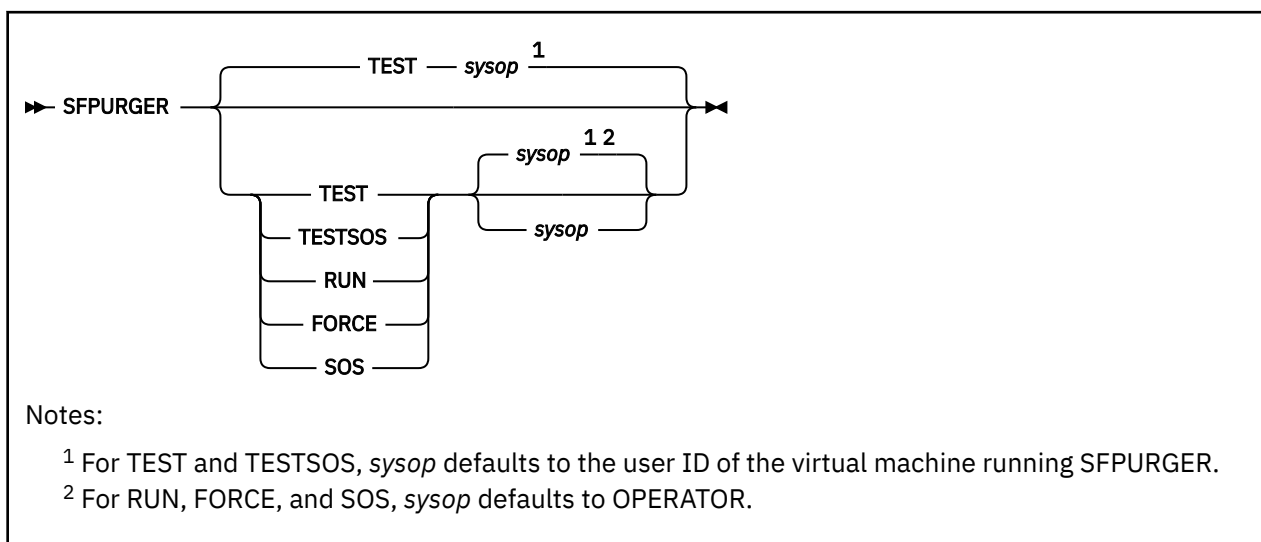 TEST sysop 1
SFPURGER
sysop 1 2
TEST
sysop
TESTSOS
RUN
FORCE
SOS
Notes:
1 For TEST and TESTSOS, sysop defaults to the user ID of the virtual machine running SFPURGER.
2 For RUN, FORCE, and SOS, sysop defaults to OPERATOR.